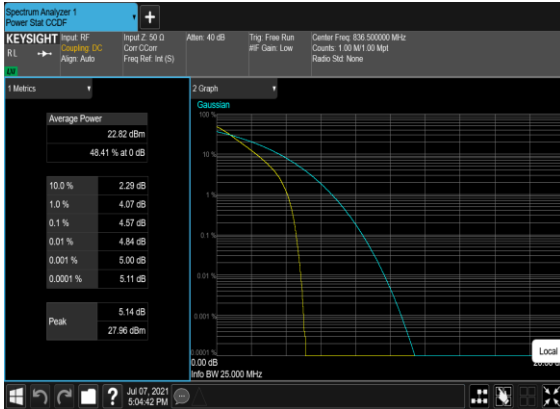 Spectrum Analyzer 1
Power Stat CCDF
+
KEYSIGHT
RL
Input: RF
Coupling: DC
Align: Auto
Input Z: 50 Ω
Corr CCorr
Freq Ref: Int (S)
Atten: 40 dB
Trig: Free Run
#IF Gain: Low
Center Freq: 836.500000 MHz
Counts: 1.00 M/1.00 Mpt
Radio Std: None
1 Metrics
Average Power
22.82 dBm
48.41 % at 0 dB
10.0 % 2.29 dB
1.0 % 4.07 dB
0.1 % 4.57 dB
0.01 % 4.84 dB
0.001 % 5.00 dB
0.0001 % 5.11 dB
Peak
5.14 dB
27.96 dBm
2 Graph
Gaussian
100 %
10 %
1 %
0.1 %
0.01 %
0.001 %
0.0001 %
0.00 dB
Info BW 25.000 MHz
Local
?
Jul 07, 2021
5:04:42 PM